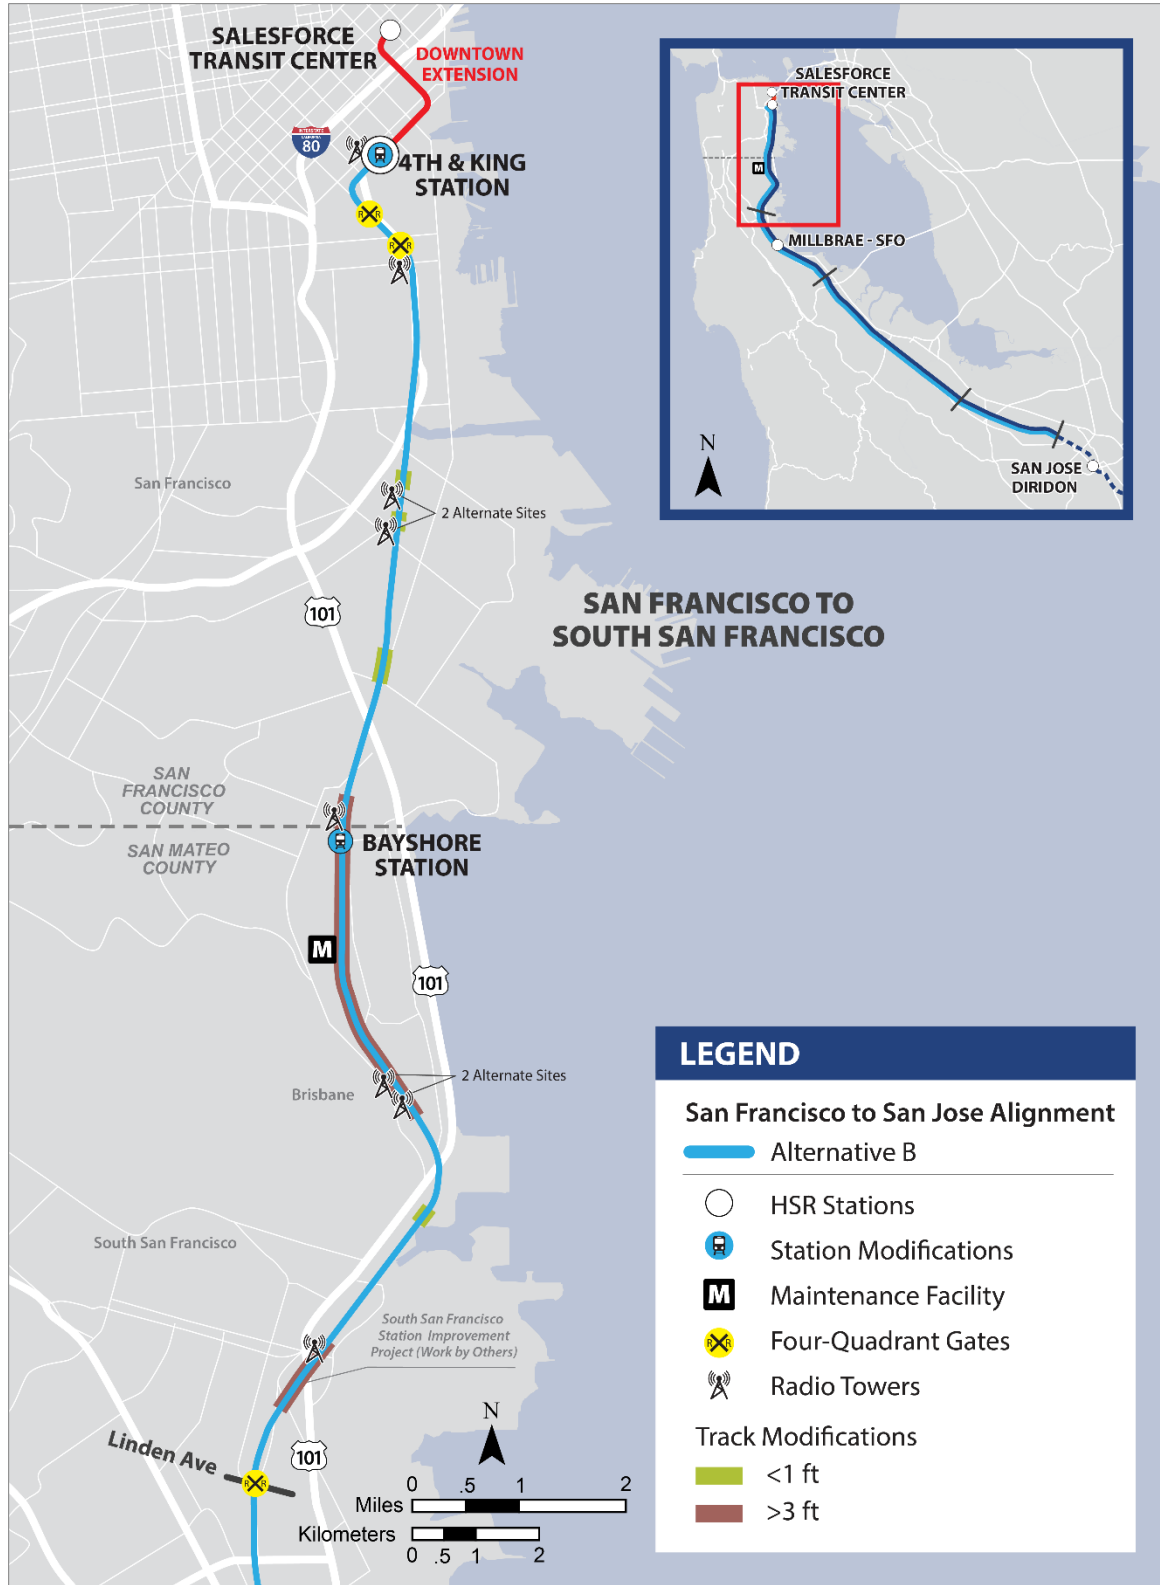 SALESFORCE
TRANSIT CENTER
DOWNTOWN
EXTENSION
INTERSTATE
CALIFORNIA
80
4TH & KING
STATION
R R
R R
San Francisco
2 Alternate Sites
101
SAN FRANCISCO TO
SOUTH SAN FRANCISCO
SAN
FRANCISCO
COUNTY
SAN MATEO
COUNTY
BAYSHORE
STATION
M
101
2 Alternate Sites
Brisbane
South San Francisco
South San Francisco
Station Improvement
Project (Work by Others)
Linden Ave
101
R R
N
0 .5 1 2
Miles
Kilometers
0 .5 1 2
SALESFORCE
TRANSIT CENTER
M
MILLBRAE - SFO
N
SAN JOSE
DIRIDON
LEGEND
San Francisco to San Jose Alignment
Alternative B
HSR Stations
Station Modifications
M Maintenance Facility
R R Four-Quadrant Gates
Radio Towers
Track Modifications
<1 ft
>3 ft